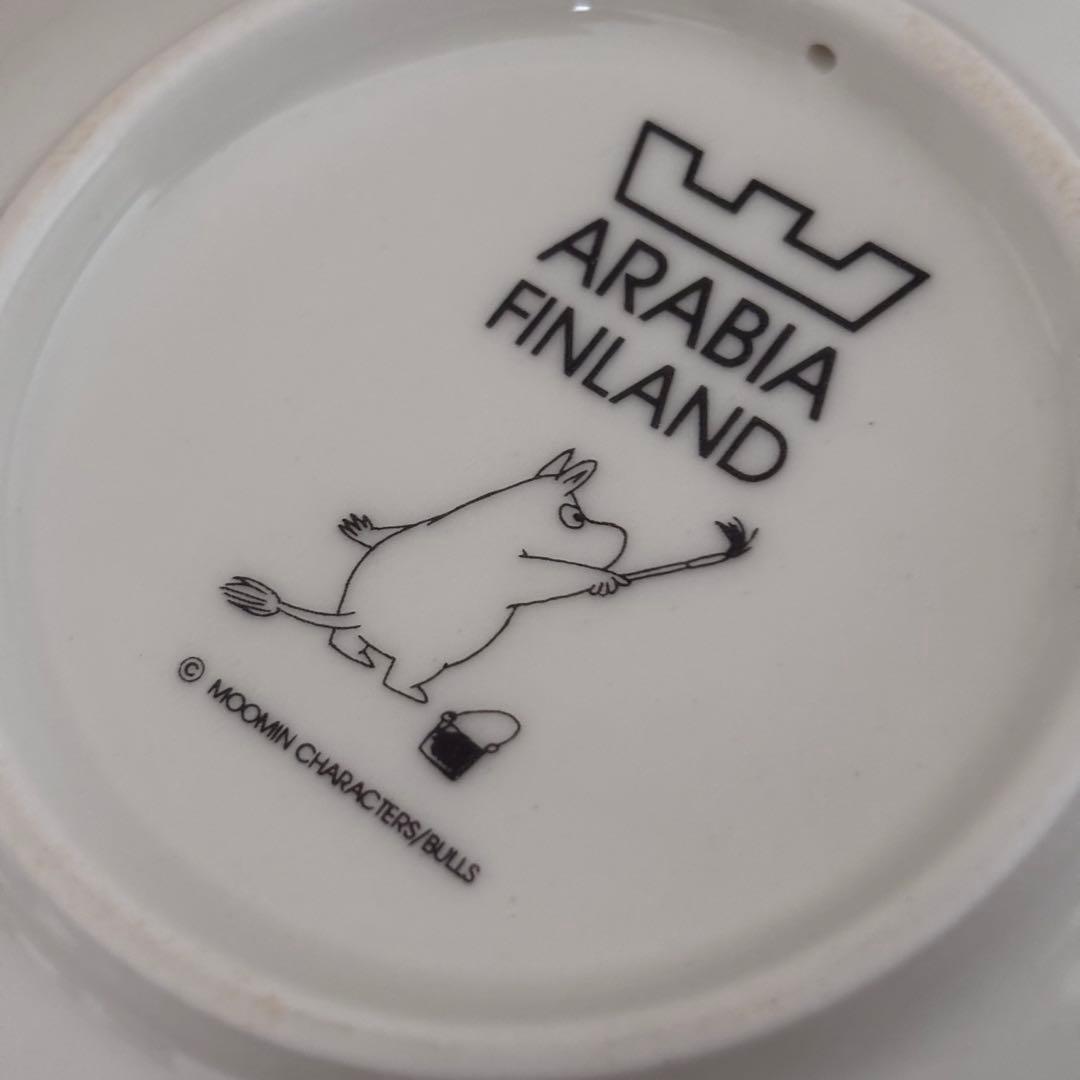 ARABIA
FINLAND
© MOOMIN CHARACTERS/BULLS